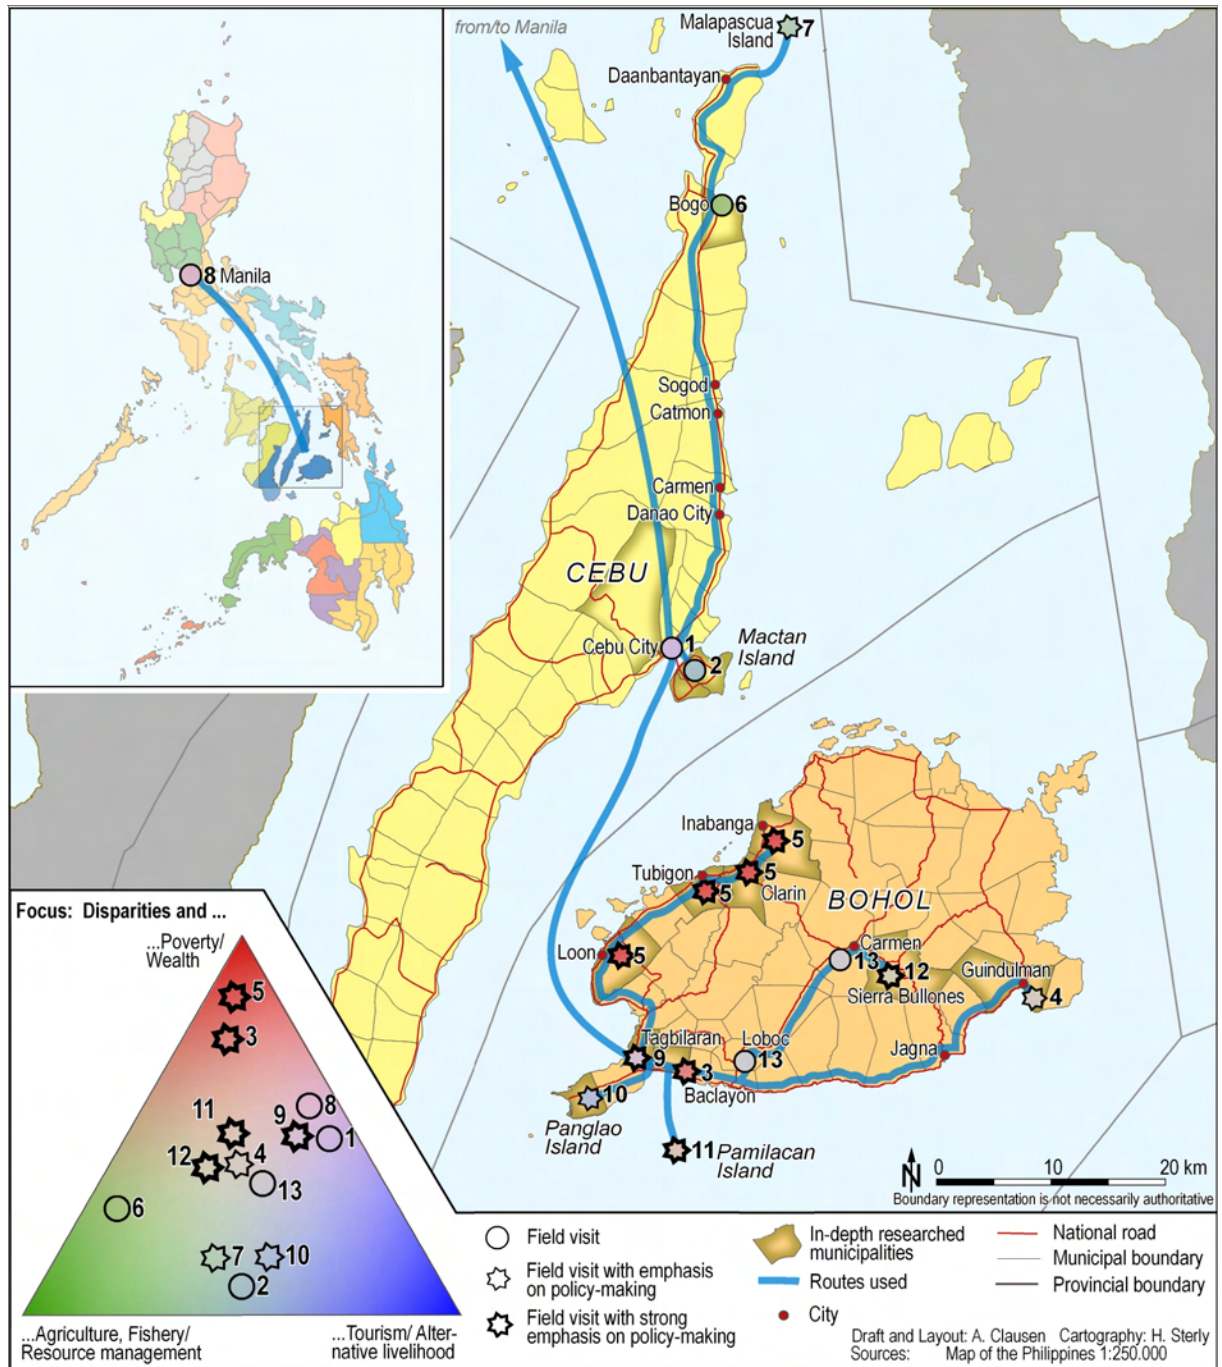 from/to Manila
Malapascua
Island
7
Daanbantayan
Bogo
6
8 Manila
Sogod
Catmon
Carmen
Danao City
CEBU
Cebu City
1
2
Mactan
Island
Inabanga
5
Tubigon
5
5
Clarin
BOHOL
Loon
5
Carmen
13
12
Sierra Bullones
Guindulman
4
Tagbilaran
9
Loboc
13
Jagna
3
Baclayon
10
Panglao
Island
11
Pamilacan
Island
N
0 10 20 km
Boundary representation is not necessarily authoritative
Focus: Disparities and ...
...Poverty/
Wealth
5
3
8
11
9
1
12
4
13
6
7
10
2
...Agriculture, Fishery/
Resource management
...Tourism/ Alter-
native livelihood
Field visit
Field visit with emphasis
on policy-making
Field visit with strong
emphasis on policy-making
In-depth researched
municipalities
Routes used
City
National road
Municipal boundary
Provincial boundary
Draft and Layout: A. Clausen Cartography: H. Sterly
Sources: Map of the Philippines 1:250.000